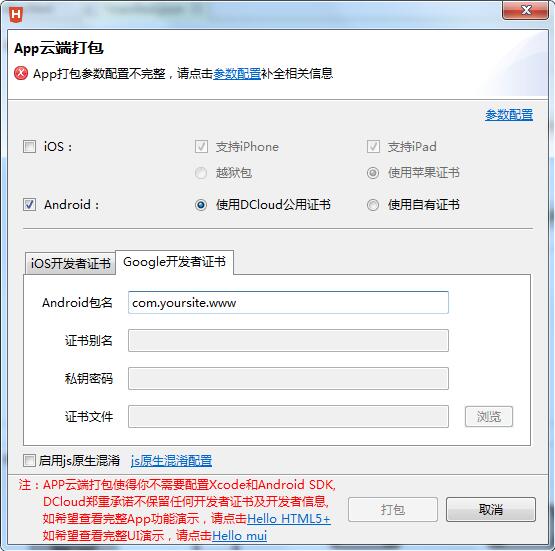 App云端打包
App打包参数配置不完整，请点击参数配置补全相关信息
参数配置
iOS： 支持iPhone 支持iPad
越狱包 使用苹果证书
Android： 使用DCloud公用证书 使用自有证书
iOS开发者证书 Google开发者证书
Android包名 com.yoursite.www
证书别名
私钥密码
证书文件 浏览
启用js原生混淆 js原生混淆配置
注：APP云端打包使得你不需要配置Xcode和Android SDK,
DCloud郑重承诺不保留任何开发者证书及开发者信息,
如希望查看完整App功能演示，请点击Hello HTML5+
如希望查看完整UI演示，请点击Hello mui
打包 取消